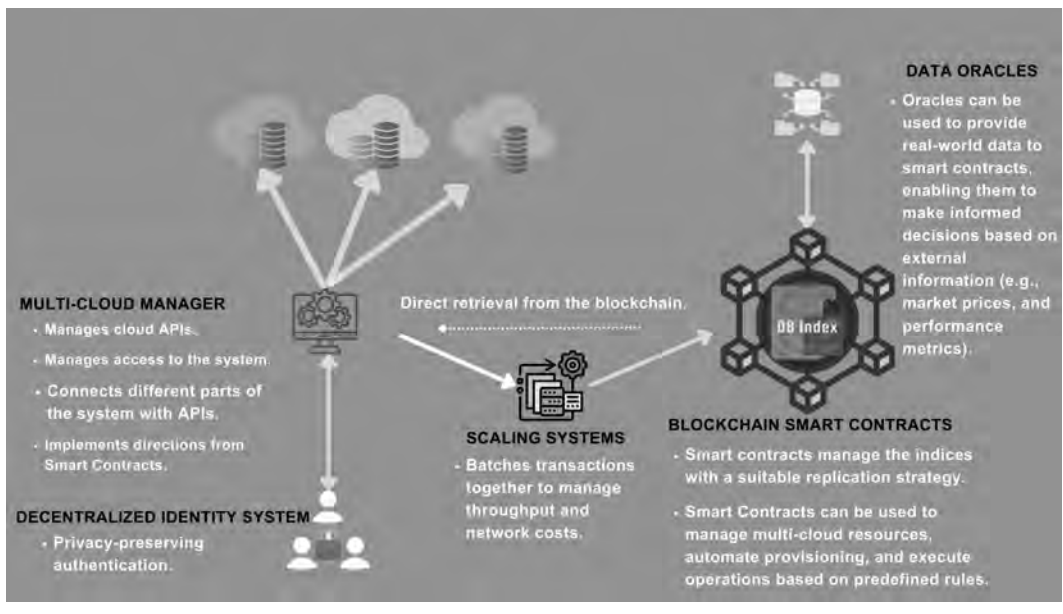 DATA ORACLES
• Oracles can be
used to provide
real-world data to
smart contracts,
enabling them to
make informed
decisions based on
external
information (e.g.,
market prices, and
performance
metrics).
MULTI-CLOUD MANAGER
• Manages cloud APIs.
• Manages access to the system.
• Connects different parts of
the system with APIs.
• Implements directions from
Smart Contracts.
Direct retrieval from the blockchain.
DB Index
SCALING SYSTEMS
• Batches transactions
together to manage
throughput and
network costs.
BLOCKCHAIN SMART CONTRACTS
• Smart contracts manage the indices
with a suitable replication strategy.
• Smart Contracts can be used to
manage multi-cloud resources,
automate provisioning, and execute
operations based on predefined rules.
DECENTRALIZED IDENTITY SYSTEM
• Privacy-preserving
authentication.